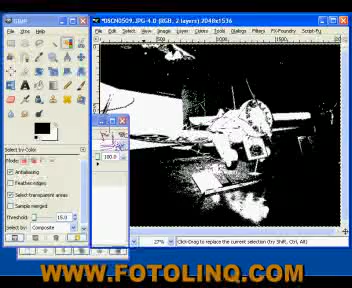 GIMP
*DSCN0509.JPG-4.0 (RGB, 2 layers) 2048x1536
File Edit Select View Image Layer Colors Tools Dialogs Filters FX-Foundry Script-Fu
500 1000 1500
100.0
Select by Color
Mode:
Antialiasing
Feather edges
Select transparent areas
Sample merged
Threshold: 15.0
Select by: Composite
27% Click-Drag to replace the current selection (try Shift, Ctrl, Alt)
WWW.FOTOLINQ.COM